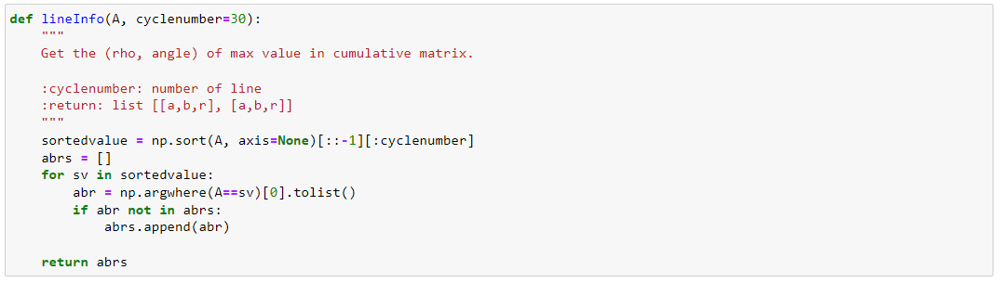 def lineInfo(A, cyclenumber=30):
    """
    Get the (rho, angle) of max value in cumulative matrix.

    :cyclenumber: number of line
    :return: list [[a,b,r], [a,b,r]]
    """
    sortedvalue = np.sort(A, axis=None)[::-1][:cyclenumber]
    abrs = []
    for sv in sortedvalue:
        abr = np.argwhere(A==sv)[0].tolist()
        if abr not in abrs:
            abrs.append(abr)

    return abrs